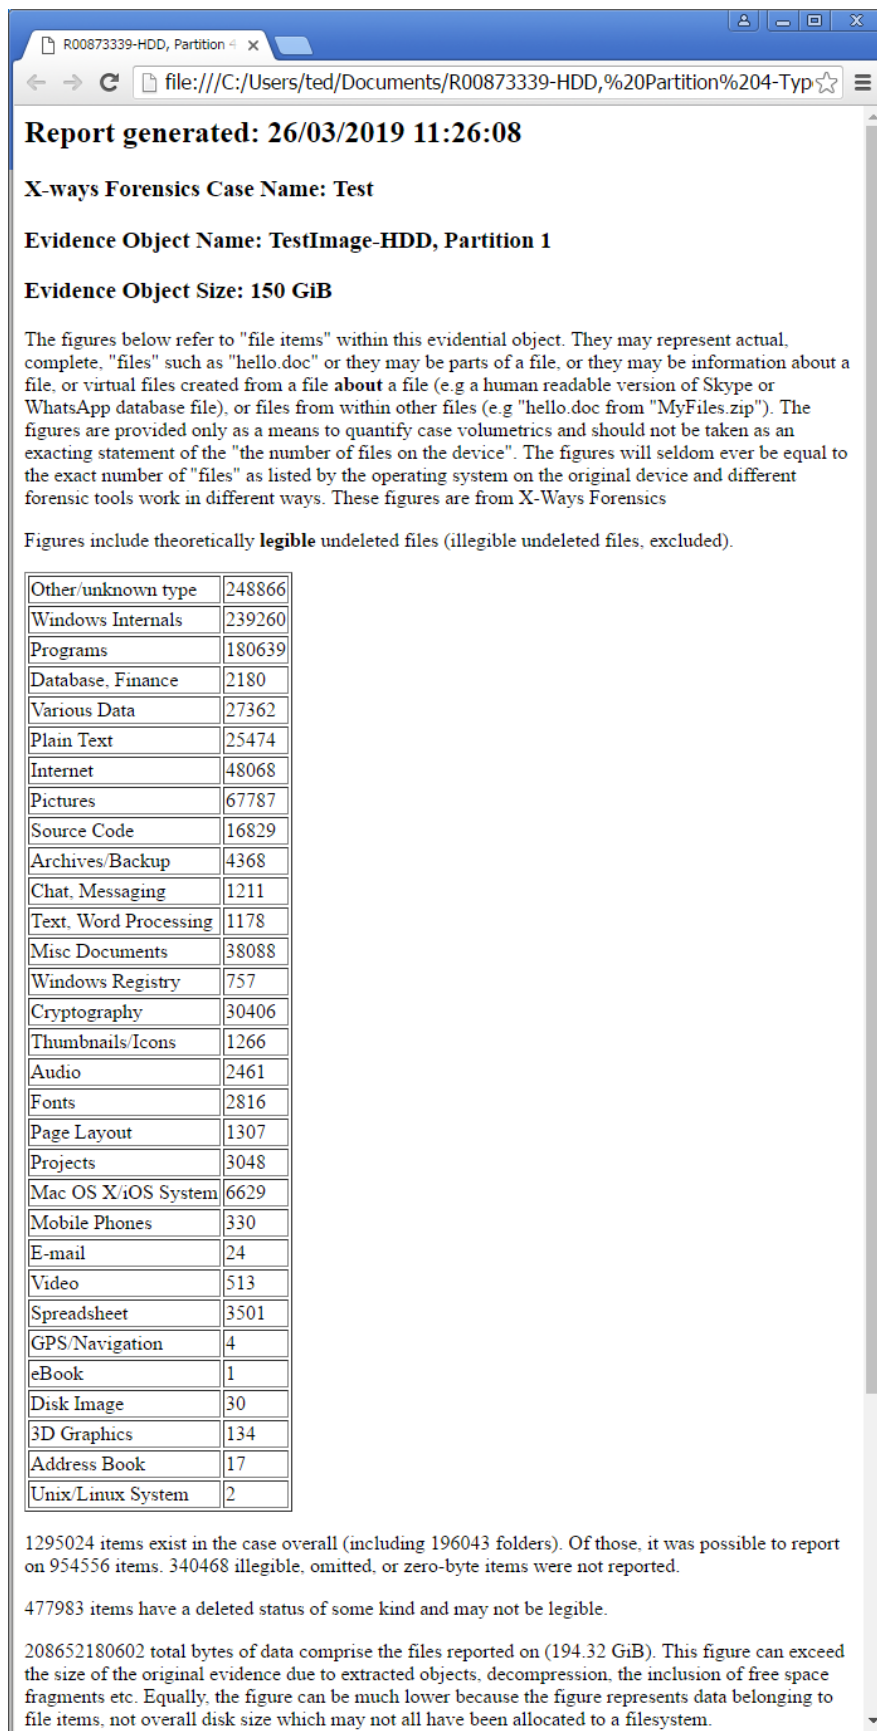 R00873339-HDD, Partition 4
file:///C:/Users/ted/Documents/R00873339-HDD,%20Partition%204-Typ
Report generated: 26/03/2019 11:26:08
X-ways Forensics Case Name: Test
Evidence Object Name: TestImage-HDD, Partition 1
Evidence Object Size: 150 GiB
The figures below refer to "file items" within this evidential object. They may represent actual,
complete, "files" such as "hello.doc" or they may be parts of a file, or they may be information about a
file, or virtual files created from a file about a file (e.g a human readable version of Skype or
WhatsApp database file), or files from within other files (e.g "hello.doc from "MyFiles.zip"). The
figures are provided only as a means to quantify case volumetrics and should not be taken as an
exacting statement of the "the number of files on the device". The figures will seldom ever be equal to
the exact number of "files" as listed by the operating system on the original device and different
forensic tools work in different ways. These figures are from X-Ways Forensics
Figures include theoretically legible undeleted files (illegible undeleted files, excluded).
Other/unknown type 248866
Windows Internals 239260
Programs 180639
Database, Finance 2180
Various Data 27362
Plain Text 25474
Internet 48068
Pictures 67787
Source Code 16829
Archives/Backup 4368
Chat, Messaging 1211
Text, Word Processing 1178
Misc Documents 38088
Windows Registry 757
Cryptography 30406
Thumbnails/Icons 1266
Audio 2461
Fonts 2816
Page Layout 1307
Projects 3048
Mac OS X/iOS System 6629
Mobile Phones 330
E-mail 24
Video 513
Spreadsheet 3501
GPS/Navigation 4
eBook 1
Disk Image 30
3D Graphics 134
Address Book 17
Unix/Linux System 2
1295024 items exist in the case overall (including 196043 folders). Of those, it was possible to report
on 954556 items. 340468 illegible, omitted, or zero-byte items were not reported.
477983 items have a deleted status of some kind and may not be legible.
208652180602 total bytes of data comprise the files reported on (194.32 GiB). This figure can exceed
the size of the original evidence due to extracted objects, decompression, the inclusion of free space
fragments etc. Equally, the figure can be much lower because the figure represents data belonging to
file items, not overall disk size which may not all have been allocated to a filesystem.